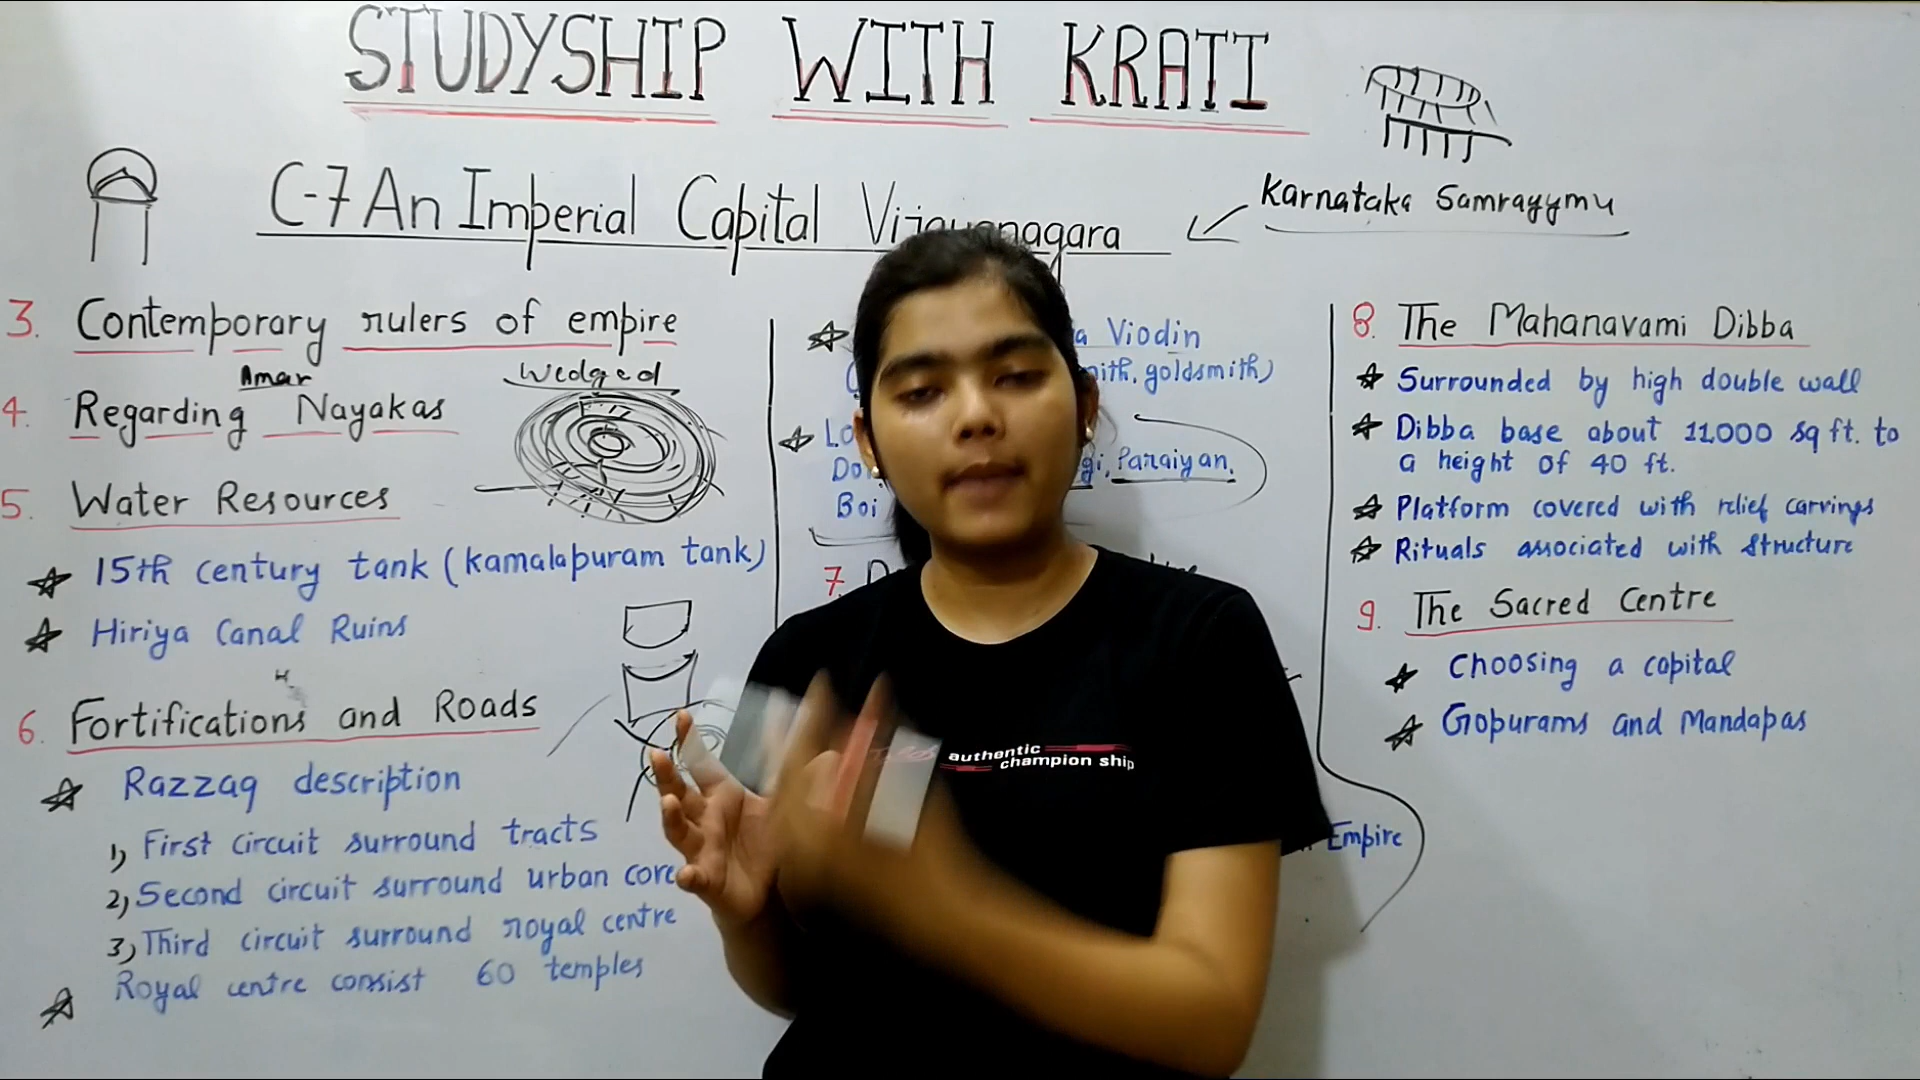 STUDYSHIP WITH KRATI
C-7 An Imperial Capital Vijayanagara
Karnataka Samrayymu
3. Contemporary rulers of empire
Amar
4. Regarding Nayakas
Wedged
5. Water Resources
15th century tank (Kamalapuram tank)
Hiriya Canal Ruins
6. Fortifications and Roads
Razzaq description
1) First circuit surround tracts
2) Second circuit surround urban core
3) Third circuit surround royal centre
Royal centre consist 60 temples
Viodin
goldsmith)
Paraiyan.
Boi
7.
Empire
8. The Mahanavami Dibba
Surrounded by high double wall
Dibba base about 11000 sq ft. to
a height of 40 ft.
Platform covered with relief carvings
Rituals associated with structure
9. The Sacred Centre
Choosing a capital
Gopurams and Mandapas
authentic
champion ship